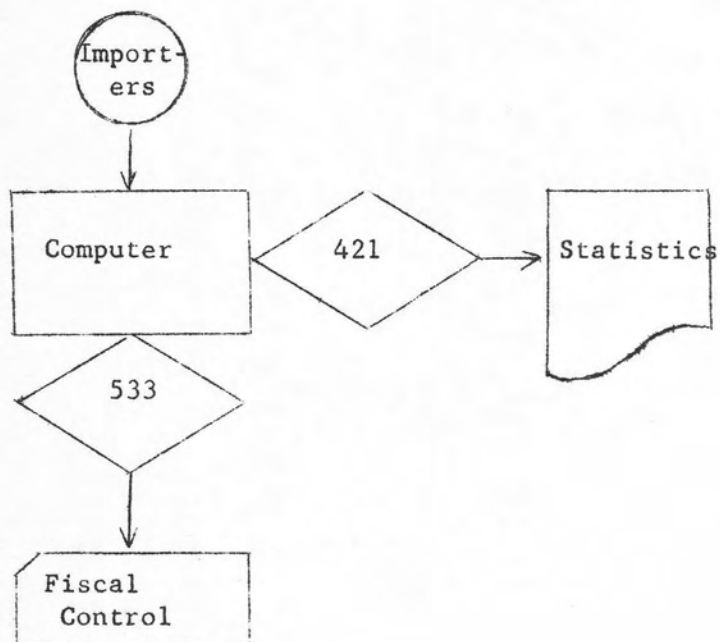 Import-
ers
Computer
421
Statistics
533
Fiscal
Control